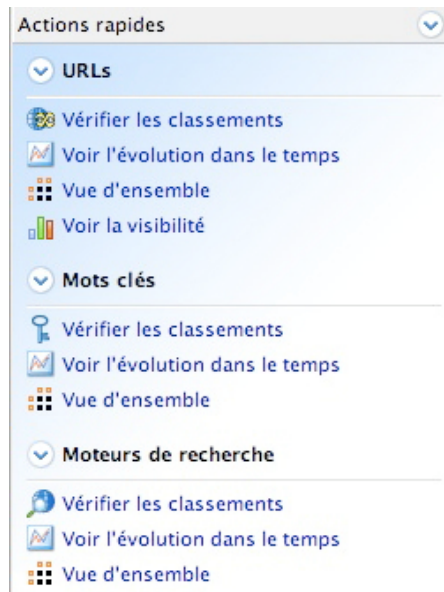 Actions rapides
URLs
Vérifier les classements
Voir l'évolution dans le temps
Vue d'ensemble
Voir la visibilité
Mots clés
Vérifier les classements
Voir l'évolution dans le temps
Vue d'ensemble
Moteurs de recherche
Vérifier les classements
Voir l'évolution dans le temps
Vue d'ensemble